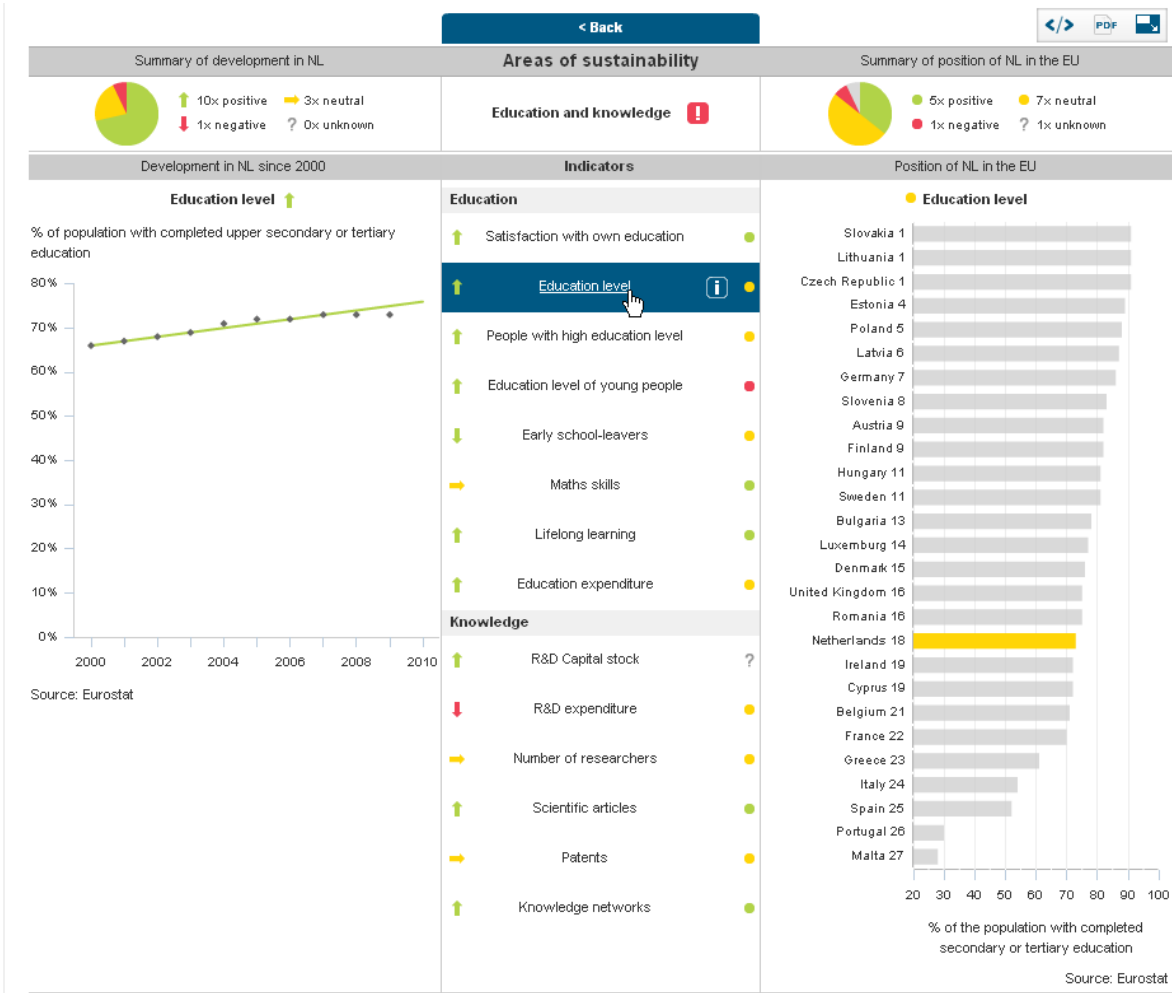 < Back
</>
PDF
Summary of development in NL
Areas of sustainability
Summary of position of NL in the EU
10x positive
3x neutral
1x negative
? 0x unknown
Education and knowledge !
5x positive
7x neutral
1x negative
? 1x unknown
Development in NL since 2000
Indicators
Position of NL in the EU
Education level
% of population with completed upper secondary or tertiary
education
80%
70%
60%
50%
40%
30%
20%
10%
0%
2000 2002 2004 2006 2008 2010
Source: Eurostat
Education
Satisfaction with own education
Education level i
People with high education level
Education level of young people
Early school-leavers
Maths skills
Lifelong learning
Education expenditure
Knowledge
R&D Capital stock ?
R&D expenditure
Number of researchers
Scientific articles
Patents
Knowledge networks
Education level
Slovakia 1
Lithuania 1
Czech Republic 1
Estonia 4
Poland 5
Latvia 6
Germany 7
Slovenia 8
Austria 9
Finland 9
Hungary 11
Sweden 11
Bulgaria 13
Luxemburg 14
Denmark 15
United Kingdom 16
Romania 16
Netherlands 18
Ireland 19
Cyprus 19
Belgium 21
France 22
Greece 23
Italy 24
Spain 25
Portugal 26
Malta 27
20 30 40 50 60 70 80 90 100
% of the population with completed
secondary or tertiary education
Source: Eurostat